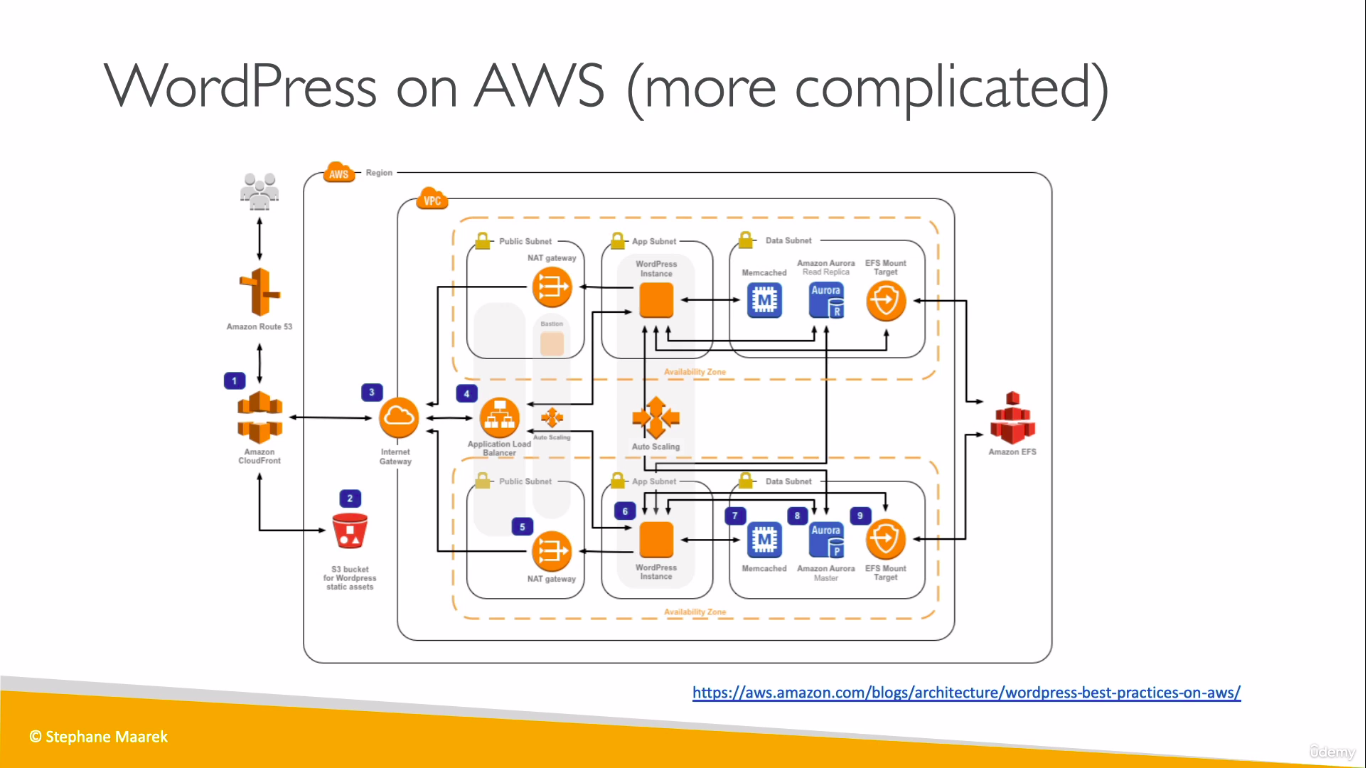 WordPress on AWS (more complicated)
AWS
Region
VPC
Public Subnet
App Subnet
Data Subnet
NAT gateway
WordPress
Instance
Memcached
Amazon Aurora
Read Replica
EFS Mount
Target
M
Aurora
R
Bastion
Amazon Route 53
Availability Zone
1
3
4
Amazon
CloudFront
Internet
Gateway
Application Load
Balancer
Auto Scaling
Auto Scaling
Amazon EFS
Availability Zone
Public Subnet
App Subnet
Data Subnet
2
5
6
7
8
9
M
Aurora
P
S3 bucket
for Wordpress
static assets
NAT gateway
WordPress
Instance
Memcached
Amazon Aurora
Master
EFS Mount
Target
https://aws.amazon.com/blogs/architecture/wordpress-best-practices-on-aws/
© Stephane Maarek
ûdemy